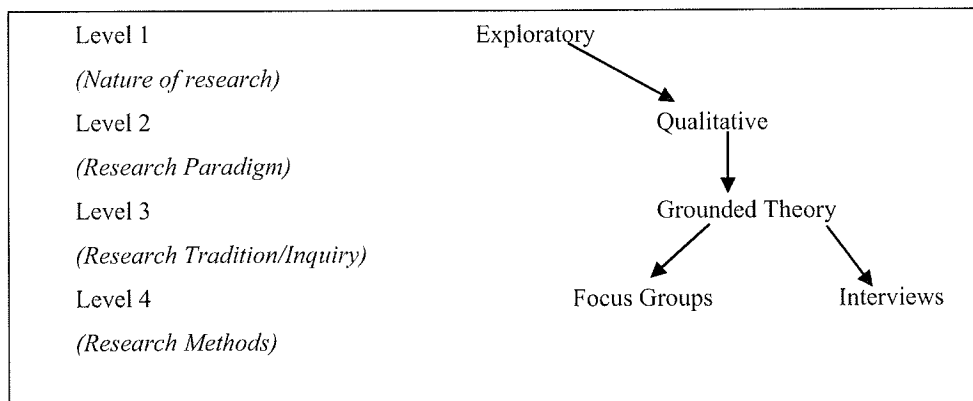 Level 1
Exploratory
(Nature of research)
Level 2
Qualitative
(Research Paradigm)
Level 3
Grounded Theory
(Research Tradition/Inquiry)
Level 4
Focus Groups
Interviews
(Research Methods)